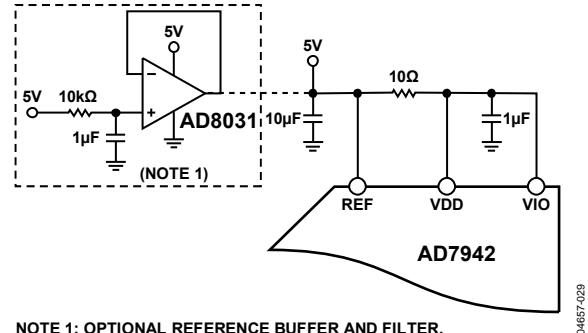 5V
5V
5V
10kΩ
10Ω
−
+
AD8031
10µF
1µF
1µF
(NOTE 1)
REF
VDD
VIO
AD7942
NOTE 1: OPTIONAL REFERENCE BUFFER AND FILTER.
04657-029